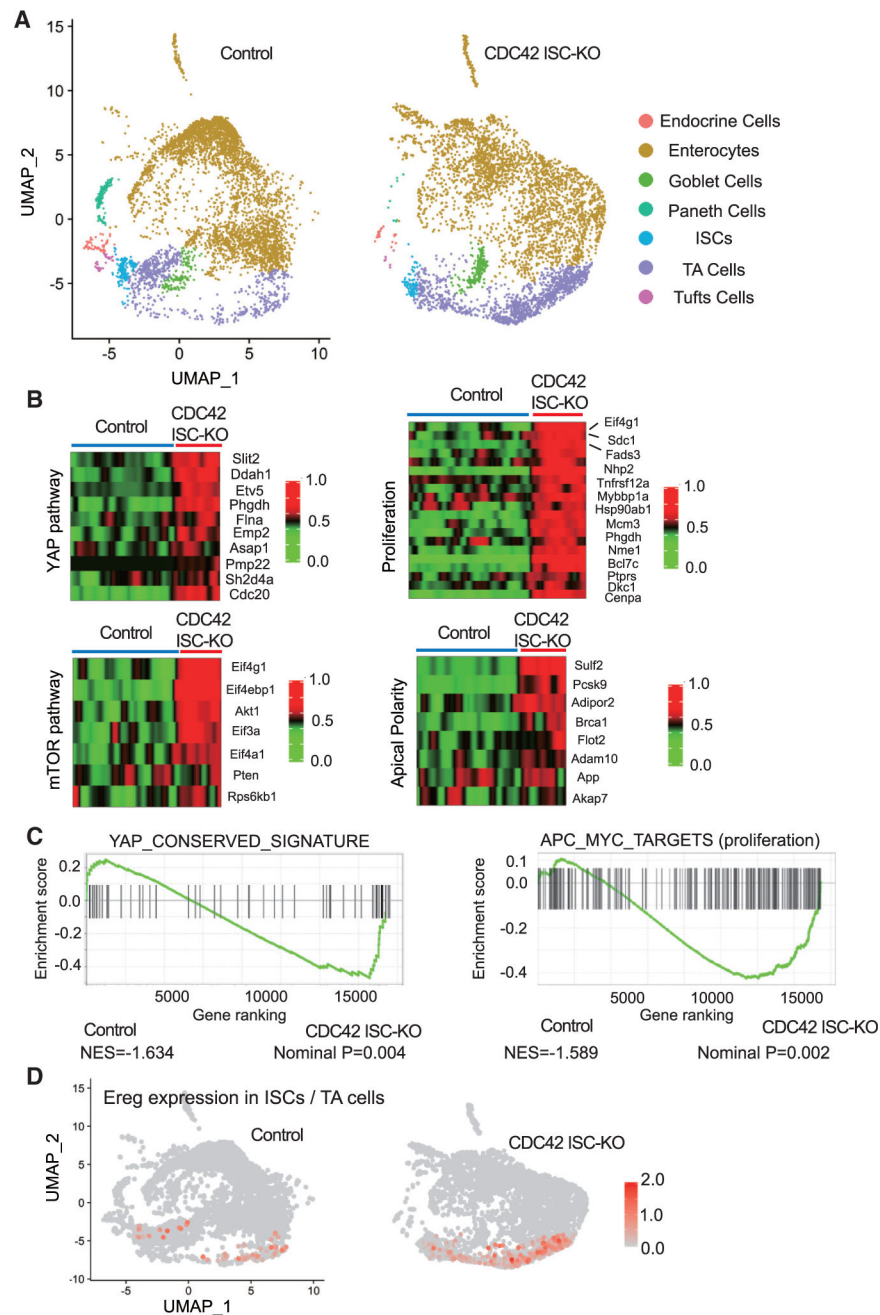 A
Control
CDC42 ISC-KO
15
10
5
0
-5
UMAP_2
-5
0
5
10
UMAP_1
Endocrine Cells
Enterocytes
Goblet Cells
Paneth Cells
ISCs
TA Cells
Tufts Cells
B
Control
CDC42
ISC-KO
YAP pathway
Slit2
Ddah1
Etv5
Phgdh
Flna
Emp2
Asap1
Pmp22
Sh2d4a
Cdc20
1.0
0.5
0.0
Control
CDC42
ISC-KO
Proliferation
Eif4g1
Sdc1
Fads3
Nhp2
Tnfrsf12a
Mybbp1a
Hsp90ab1
Mcm3
Phgdh
Nme1
Bcl7c
Ptprs
Dkc1
Cenpa
1.0
0.5
0.0
Control
CDC42
ISC-KO
mTOR pathway
Eif4g1
Eif4ebp1
Akt1
Eif3a
Eif4a1
Pten
Rps6kb1
1.0
0.5
0.0
Control
CDC42
ISC-KO
Apical Polarity
Sulf2
Pcsk9
Adipor2
Brca1
Flot2
Adam10
App
Akap7
1.0
0.5
0.0
C
YAP_CONSERVED_SIGNATURE
Enrichment score
0.2
0.0
-0.2
-0.4
5000
10000
15000
Gene ranking
Control
CDC42 ISC-KO
NES=-1.634
Nominal P=0.004
APC_MYC_TARGETS (proliferation)
Enrichment score
0.1
0.0
-0.2
-0.4
5000
10000
15000
Gene ranking
Control
CDC42 ISC-KO
NES=-1.589
Nominal P=0.002
D
Ereg expression in ISCs / TA cells
Control
CDC42 ISC-KO
15
10
5
0
-5
-10
UMAP_2
-5
0
5
10
UMAP_1
2.0
1.0
0.0